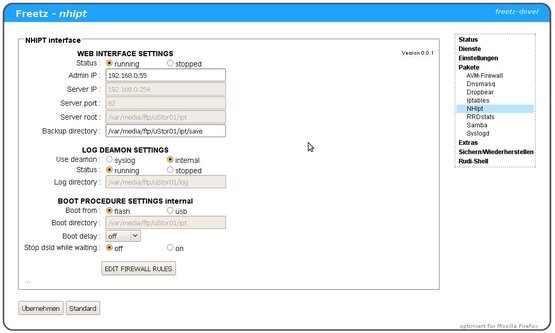 Freetz – nhipt
freetz-devel
NHIPT interface
WEB INTERFACE SETTINGS
Version 0.0.1
Status : running stopped
Admin IP : 192.168.0.55
Server IP : 192.168.0.254
Server port : 82
Server root : /var/media/ftp/uStor01/ipt
Backup directory : /var/media/ftp/uStor01/ipt/save
LOG DEAMON SETTINGS
Use deamon : syslog internal
Status : running stopped
Log directory : /var/media/ftp/uStor01/log
BOOT PROCEDURE SETTINGS internal
Boot from : flash usb
Boot directory : /var/media/ftp/uStor01/ipt
Boot delay : off
Stop dsld while waiting : off on
EDIT FIREWALL RULES
...
Übernehmen Standard
Status
Dienste
Einstellungen
Pakete
AVM-Firewall
Dnsmasq
Dropbear
Iptables
NHipt
RRDstats
Samba
Syslogd
Extras
Sichern/Wiederherstellen
Rudi-Shell
optimiert für Mozilla Firefox